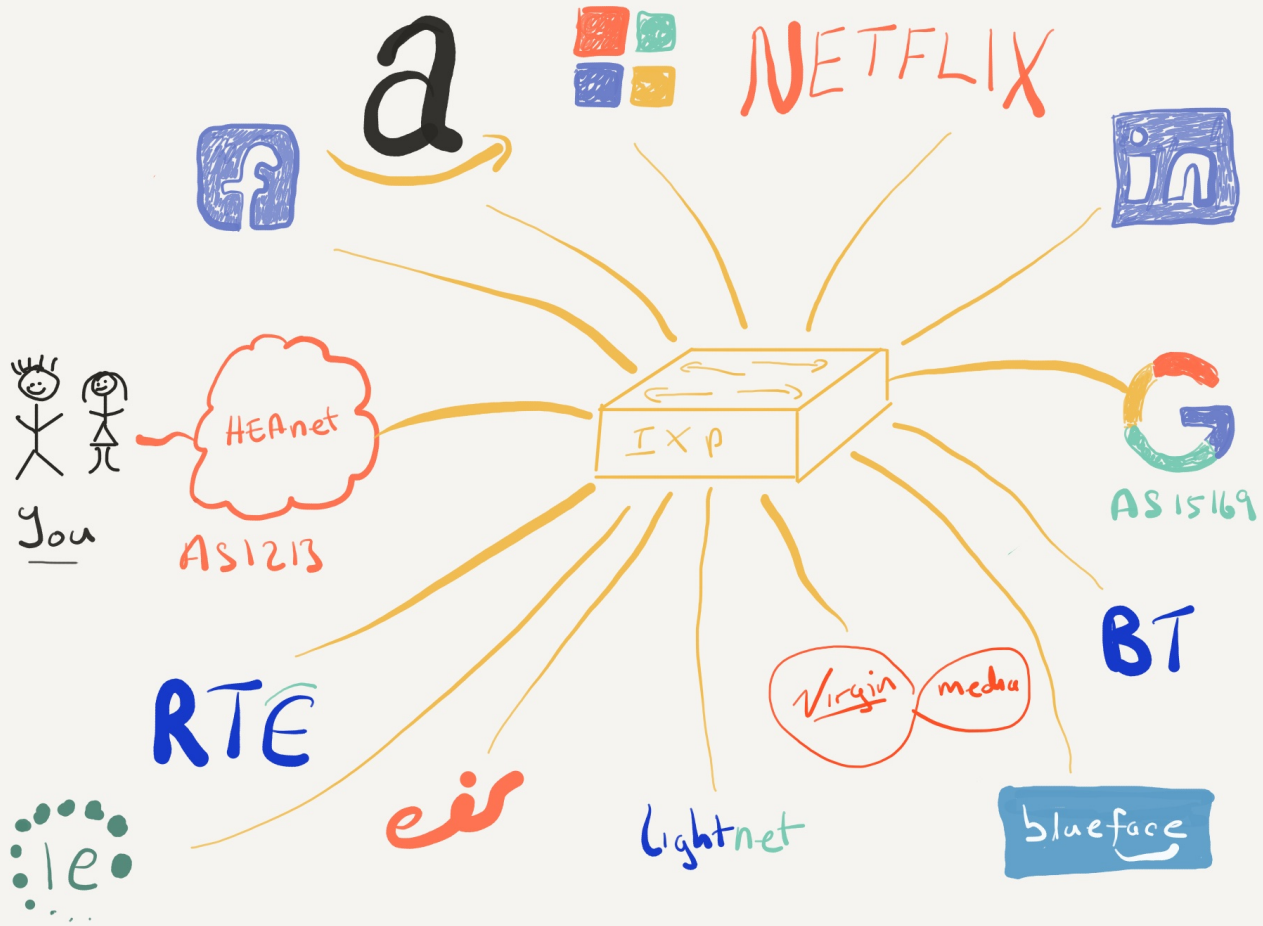 a
NETFLIX
f
in
HEAnet
IXP
You
AS1213
AS15169
BT
Virgin media
RTÉ
eir
lightnet
blueface
ie